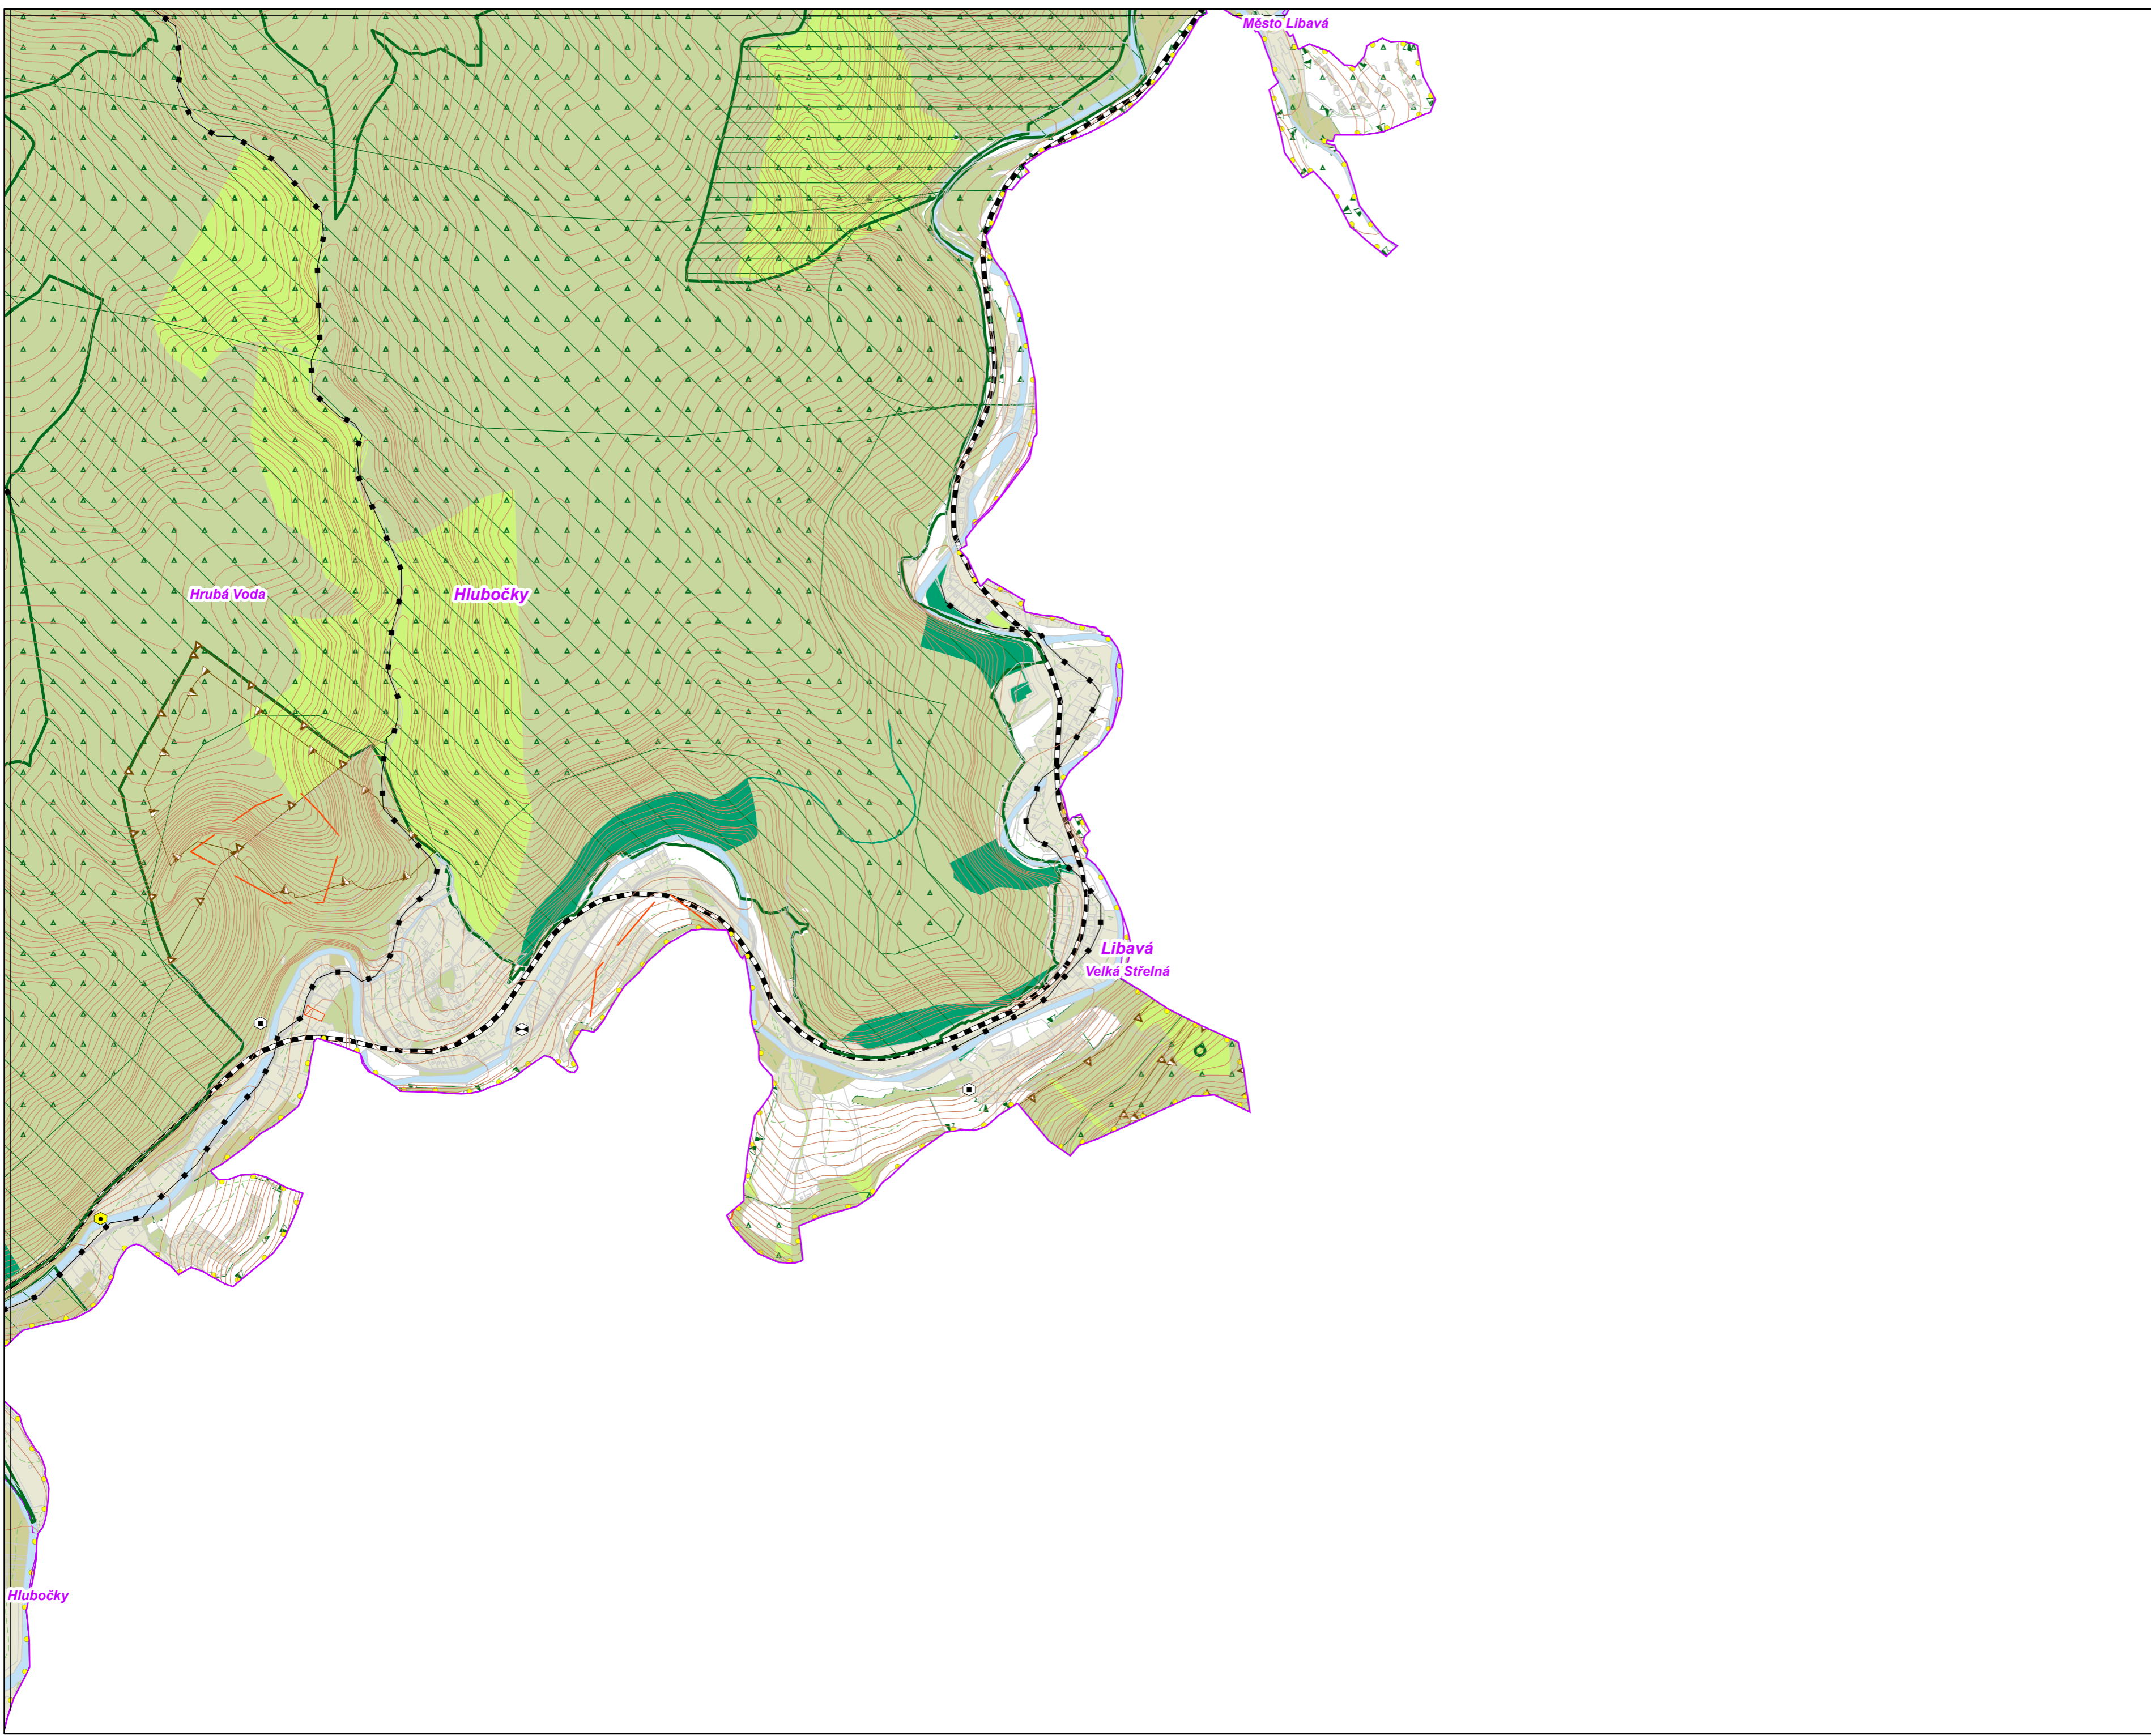 Město Libavá
Hrubá Voda
Hlubočky
Libavá
Velká Střelná
Hlubočky